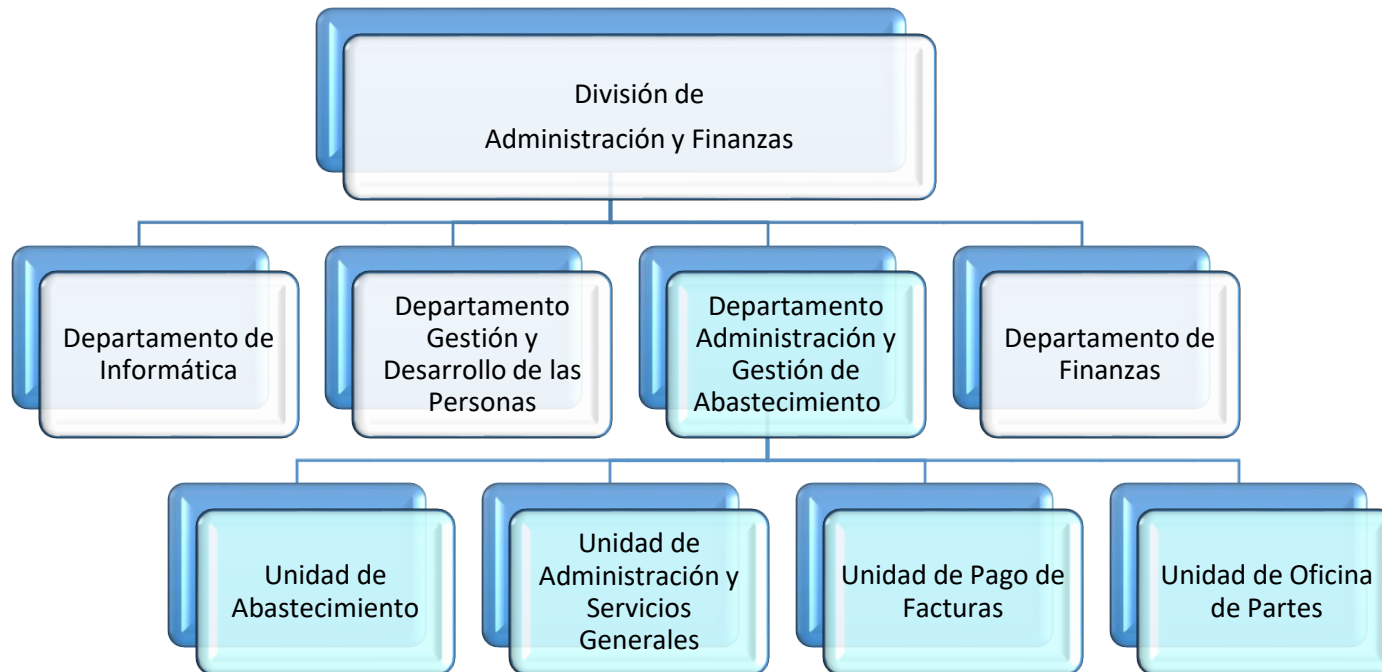 División de
Administración y Finanzas
Departamento de
Informática
Departamento
Gestión y
Desarrollo de las
Personas
Departamento
Administración y
Gestión de
Abastecimiento
Departamento de
Finanzas
Unidad de
Abastecimiento
Unidad de
Administración y
Servicios
Generales
Unidad de Pago de
Facturas
Unidad de Oficina
de Partes